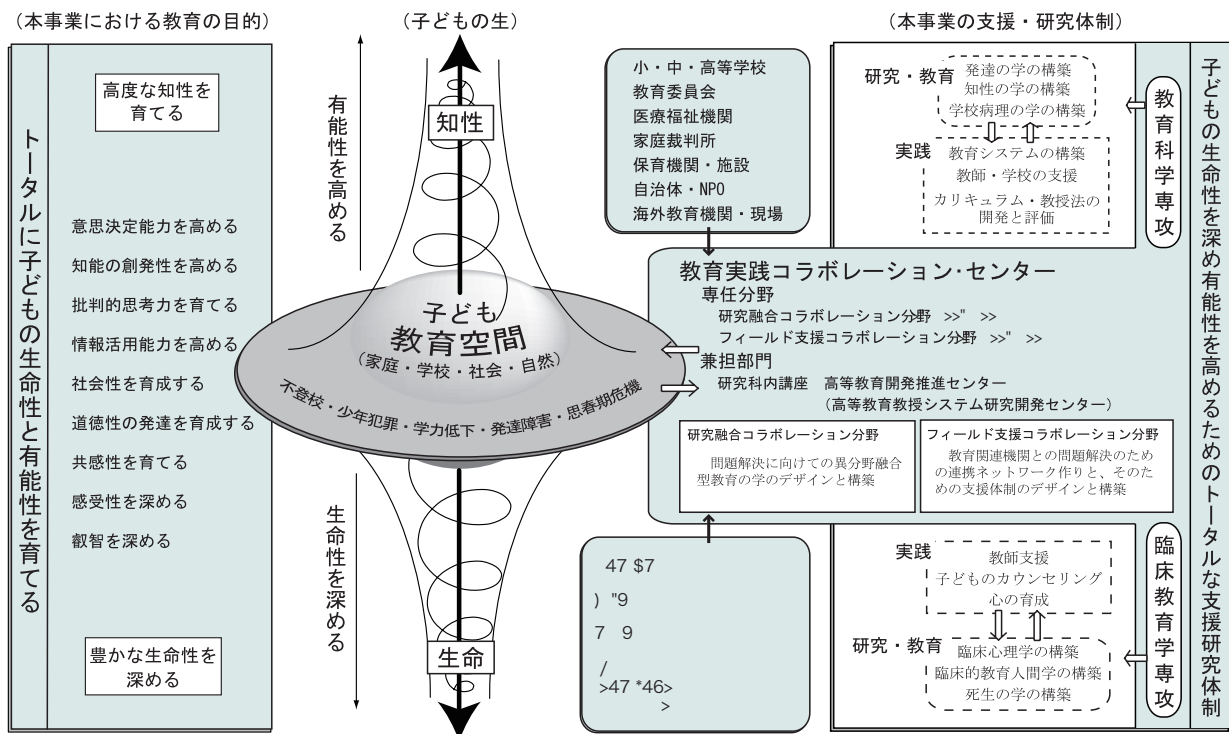 （本事業における教育の目的）
トータルに子どもの生命性と有能性を育てる
高度な知性を
育てる
意思決定能力を高める
知能の創発性を高める
批判的思考力を育てる
情報活用能力を高める
社会性を育成する
道徳性の発達を育成する
共感性を育てる
感受性を深める
叡智を深める
豊かな生命性を
深める
（子どもの生）
有能性を高める
知性
子ども
教育空間
（家庭・学校・社会・自然）
不登校・少年犯罪・学力低下・発達障害・思春期危機
生命性を深める
生命
小・中・高等学校
教育委員会
医療福祉機関
家庭裁判所
保育機関・施設
自治体・NPO
海外教育機関・現場
教育実践コラボレーション・センター
専任分野
研究融合コラボレーション分野 >>" >>
フィールド支援コラボレーション分野 >>" >>
兼担部門
研究科内講座 高等教育開発推進センター
（高等教育教授システム研究開発センター）
研究融合コラボレーション分野
問題解決に向けての異分野融合
型教育の学のデザインと構築
フィールド支援コラボレーション分野
教育関連機関との問題解決のため
の連携ネットワーク作りと、そのた
めの支援体制のデザインと構築
47 $7
) "9
7 9
/
>47 *46>
>
（本事業の支援・研究体制）
研究・教育
発達の学の構築
知性の学の構築
学校病理の学の構築
実践
教育システムの構築
教師・学校の支援
カリキュラム・教授法の
開発と評価
教育科学専攻
実践
教師支援
子どものカウンセリング
心の育成
研究・教育
臨床心理学の構築
臨床的教育人間学の構築
死生の学の構築
臨床教育学専攻
子どもの生命性を深め有能性を高めるためのトータルな支援研究体制